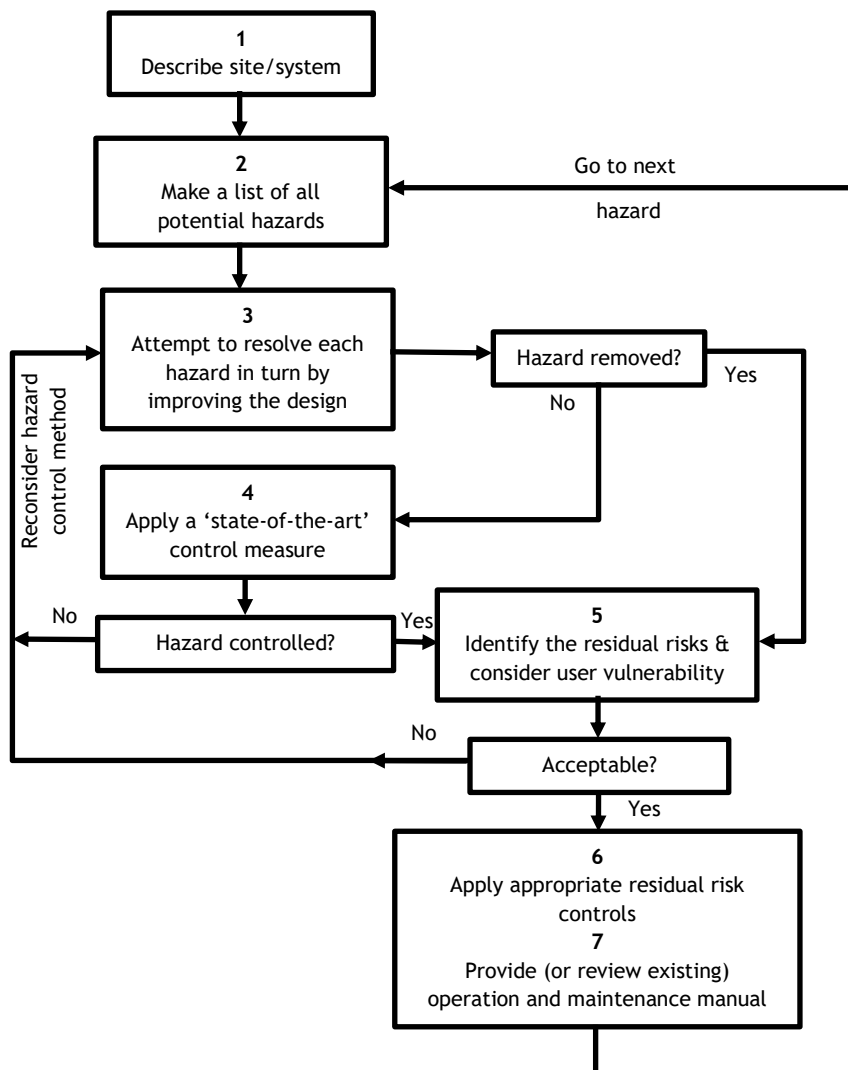 1
Describe site/system
2
Make a list of all
potential hazards
Go to next
hazard
3
Attempt to resolve each
hazard in turn by
improving the design
Hazard removed?
Yes
No
Reconsider hazard
control method
4
Apply a ‘state-of-the-art’
control measure
No
Hazard controlled?
Yes
5
Identify the residual risks &
consider user vulnerability
No
Acceptable?
Yes
6
Apply appropriate residual risk
controls
7
Provide (or review existing)
operation and maintenance manual